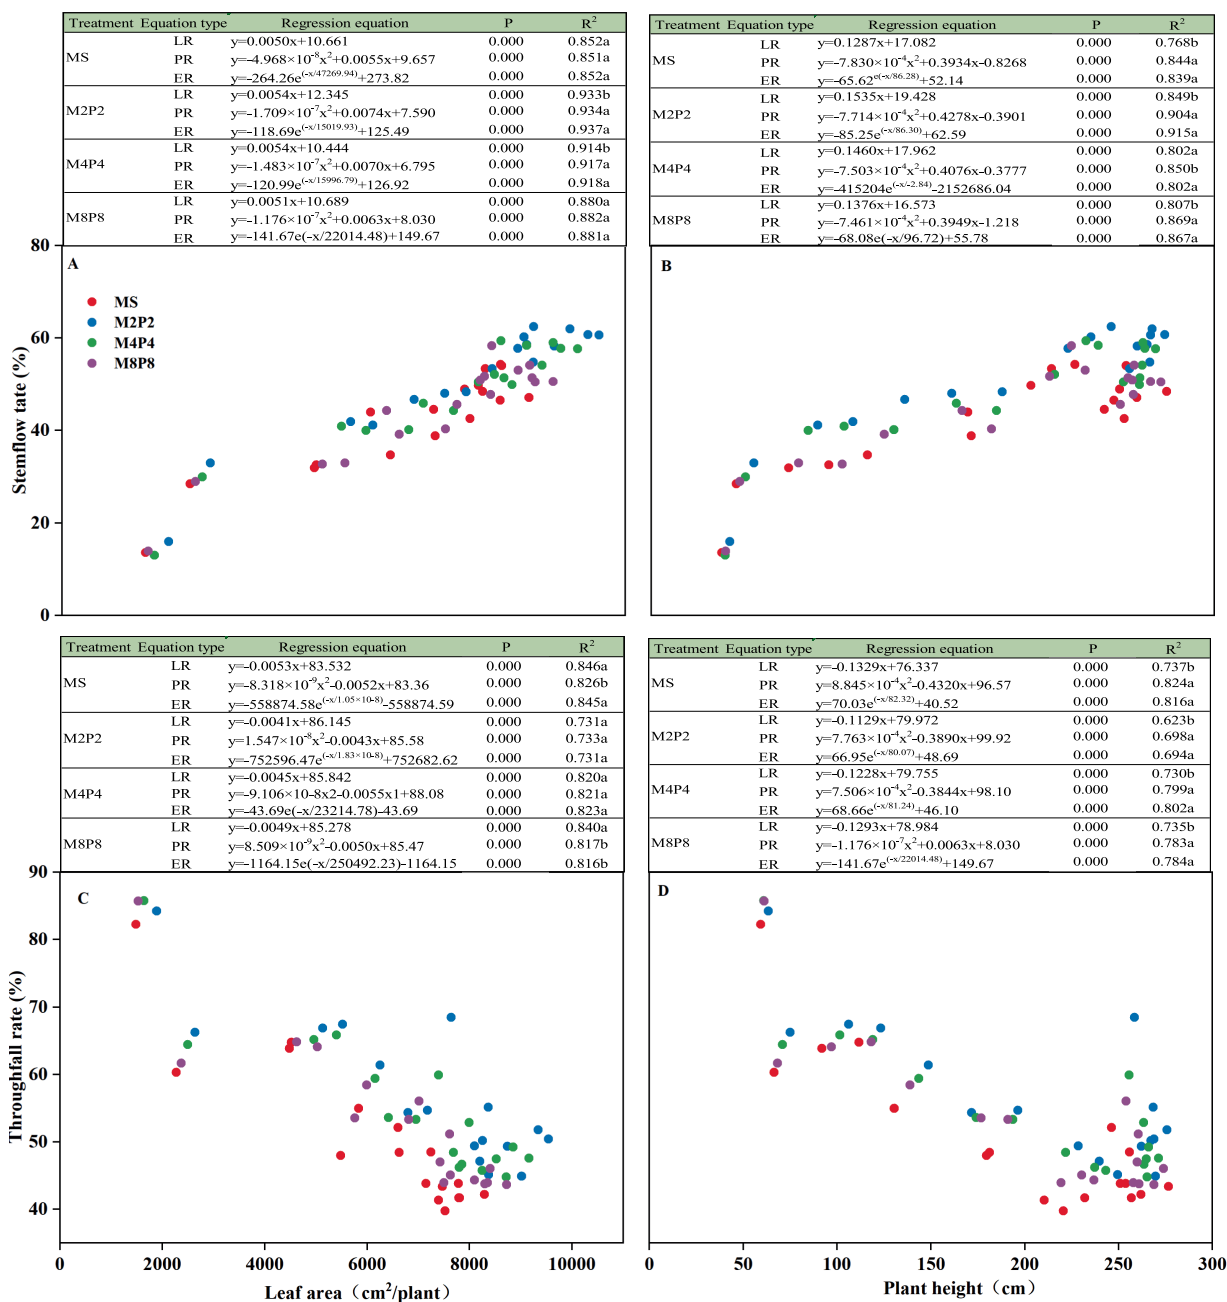 Treatment Equation type Regression equation P R²
MS
LR y=0.0050x+10.661 0.000 0.852a
PR y=-4.968×10⁻⁸x²+0.0055x+9.657 0.000 0.851a
ER y=-264.26e^(-x/47269.94)+273.82 0.000 0.852a
M2P2
LR y=0.0054x+12.345 0.000 0.933b
PR y=-1.709×10⁻⁷x²+0.0074x+7.590 0.000 0.934a
ER y=-118.69e^(-x/15019.93)+125.49 0.000 0.937a
M4P4
LR y=0.0054x+10.444 0.000 0.914b
PR y=-1.483×10⁻⁷x²+0.0070x+6.795 0.000 0.917a
ER y=-120.99e^(-x/15996.79)+126.92 0.000 0.918a
M8P8
LR y=0.0051x+10.689 0.000 0.880a
PR y=-1.176×10⁻⁷x²+0.0063x+8.030 0.000 0.882a
ER y=-141.67e(-x/22014.48)+149.67 0.000 0.881a
Treatment Equation type Regression equation P R²
MS
LR y=0.1287x+17.082 0.000 0.768b
PR y=-7.830×10⁻⁴x²+0.3934x-0.8268 0.000 0.844a
ER y=-65.62^e(-x/86.28)+52.14 0.000 0.839a
M2P2
LR y=0.1535x+19.428 0.000 0.849b
PR y=-7.714×10⁻⁴x²+0.4278x-0.3901 0.000 0.904a
ER y=-85.25e^(-x/86.30)+62.59 0.000 0.915a
M4P4
LR y=0.1460x+17.962 0.000 0.802a
PR y=-7.503×10⁻⁴x²+0.4076x-0.3777 0.000 0.850b
ER y=-415204e^(-x/-2.84)-2152686.04 0.000 0.802a
M8P8
LR y=0.1376x+16.573 0.000 0.807b
PR y=-7.461×10⁻⁴x²+0.3949x-1.218 0.000 0.869a
ER y=-68.08e(-x/96.72)+55.78 0.000 0.867a
A
MS
M2P2
M4P4
M8P8
Stemflow tate (%)
80
60
40
20
0
B
Treatment Equation type Regression equation P R²
MS
LR y=-0.0053x+83.532 0.000 0.846a
PR y=-8.318×10⁻⁹x²-0.0052x+83.36 0.000 0.826b
ER y=-558874.58e^(-x/1.05×10-8)-558874.59 0.000 0.845a
M2P2
LR y=-0.0041x+86.145 0.000 0.731a
PR y=1.547×10⁻⁸x²-0.0043x+85.58 0.000 0.733a
ER y=-752596.47e^(-x/1.83×10-8)+752682.62 0.000 0.731a
M4P4
LR y=-0.0045x+85.842 0.000 0.820a
PR y=-9.106×10-8x2-0.0055x1+88.08 0.000 0.821a
ER y=-43.69e(-x/23214.78)-43.69 0.000 0.823a
M8P8
LR y=-0.0049x+85.278 0.000 0.840a
PR y=8.509×10⁻⁹x²-0.0050x+85.47 0.000 0.817b
ER y=-1164.15e(-x/250492.23)-1164.15 0.000 0.816b
Treatment Equation type Regression equation P R²
MS
LR y=-0.1329x+76.337 0.000 0.737b
PR y=8.845×10⁻⁴x²-0.4320x+96.57 0.000 0.824a
ER y=70.03e^(-x/82.32)+40.52 0.000 0.816a
M2P2
LR y=-0.1129x+79.972 0.000 0.623b
PR y=7.763×10⁻⁴x²-0.3890x+99.92 0.000 0.698a
ER y=66.95e^(-x/80.07)+48.69 0.000 0.694a
M4P4
LR y=-0.1228x+79.755 0.000 0.730b
PR y=7.506×10⁻⁴x²-0.3844x+98.10 0.000 0.799a
ER y=68.66e^(-x/81.24)+46.10 0.000 0.802a
M8P8
LR y=-0.1293x+78.984 0.000 0.735b
PR y=-1.176×10⁻⁷x²+0.0063x+8.030 0.000 0.783a
ER y=-141.67e^(-x/22014.48)+149.67 0.000 0.784a
C
Throughfall rate (%)
90
80
70
60
50
40
0 2000 4000 6000 8000 10000
Leaf area（cm²/plant）
D
0 50 100 150 200 250 300
Plant height（cm）